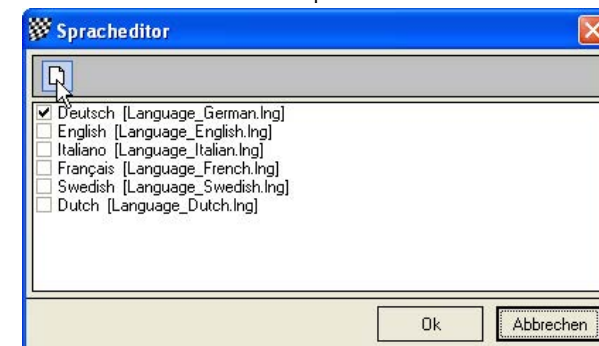 Spracheditor
Deutsch [Language_German.lng]
English [Language_English.lng]
Italiano [Language_Italian.lng]
Français [Language_French.lng]
Swedish [Language_Swedish.lng]
Dutch [Language_Dutch.lng]
Ok Abbrechen